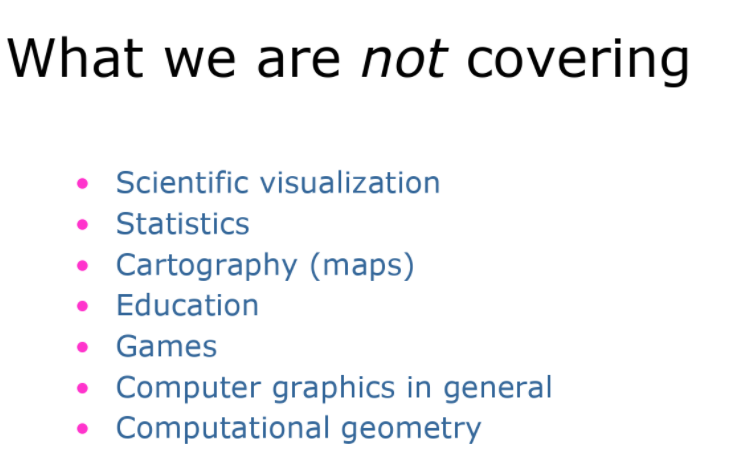 What we are not covering
• Scientific visualization
• Statistics
• Cartography (maps)
• Education
• Games
• Computer graphics in general
• Computational geometry